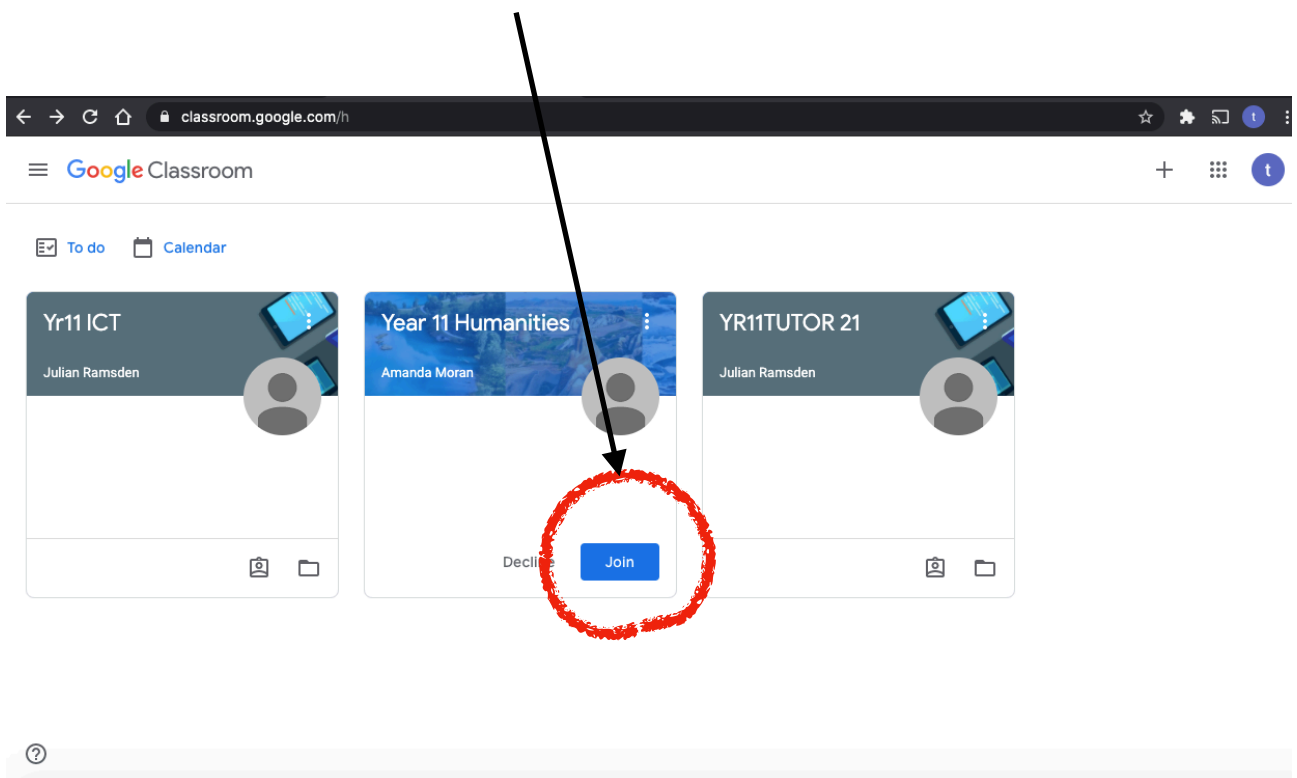 classroom.google.com/h
t
Google Classroom
t
To do Calendar
Yr11 ICT
Julian Ramsden
Year 11 Humanities
Amanda Moran
YR11TUTOR 21
Julian Ramsden
Decline Join